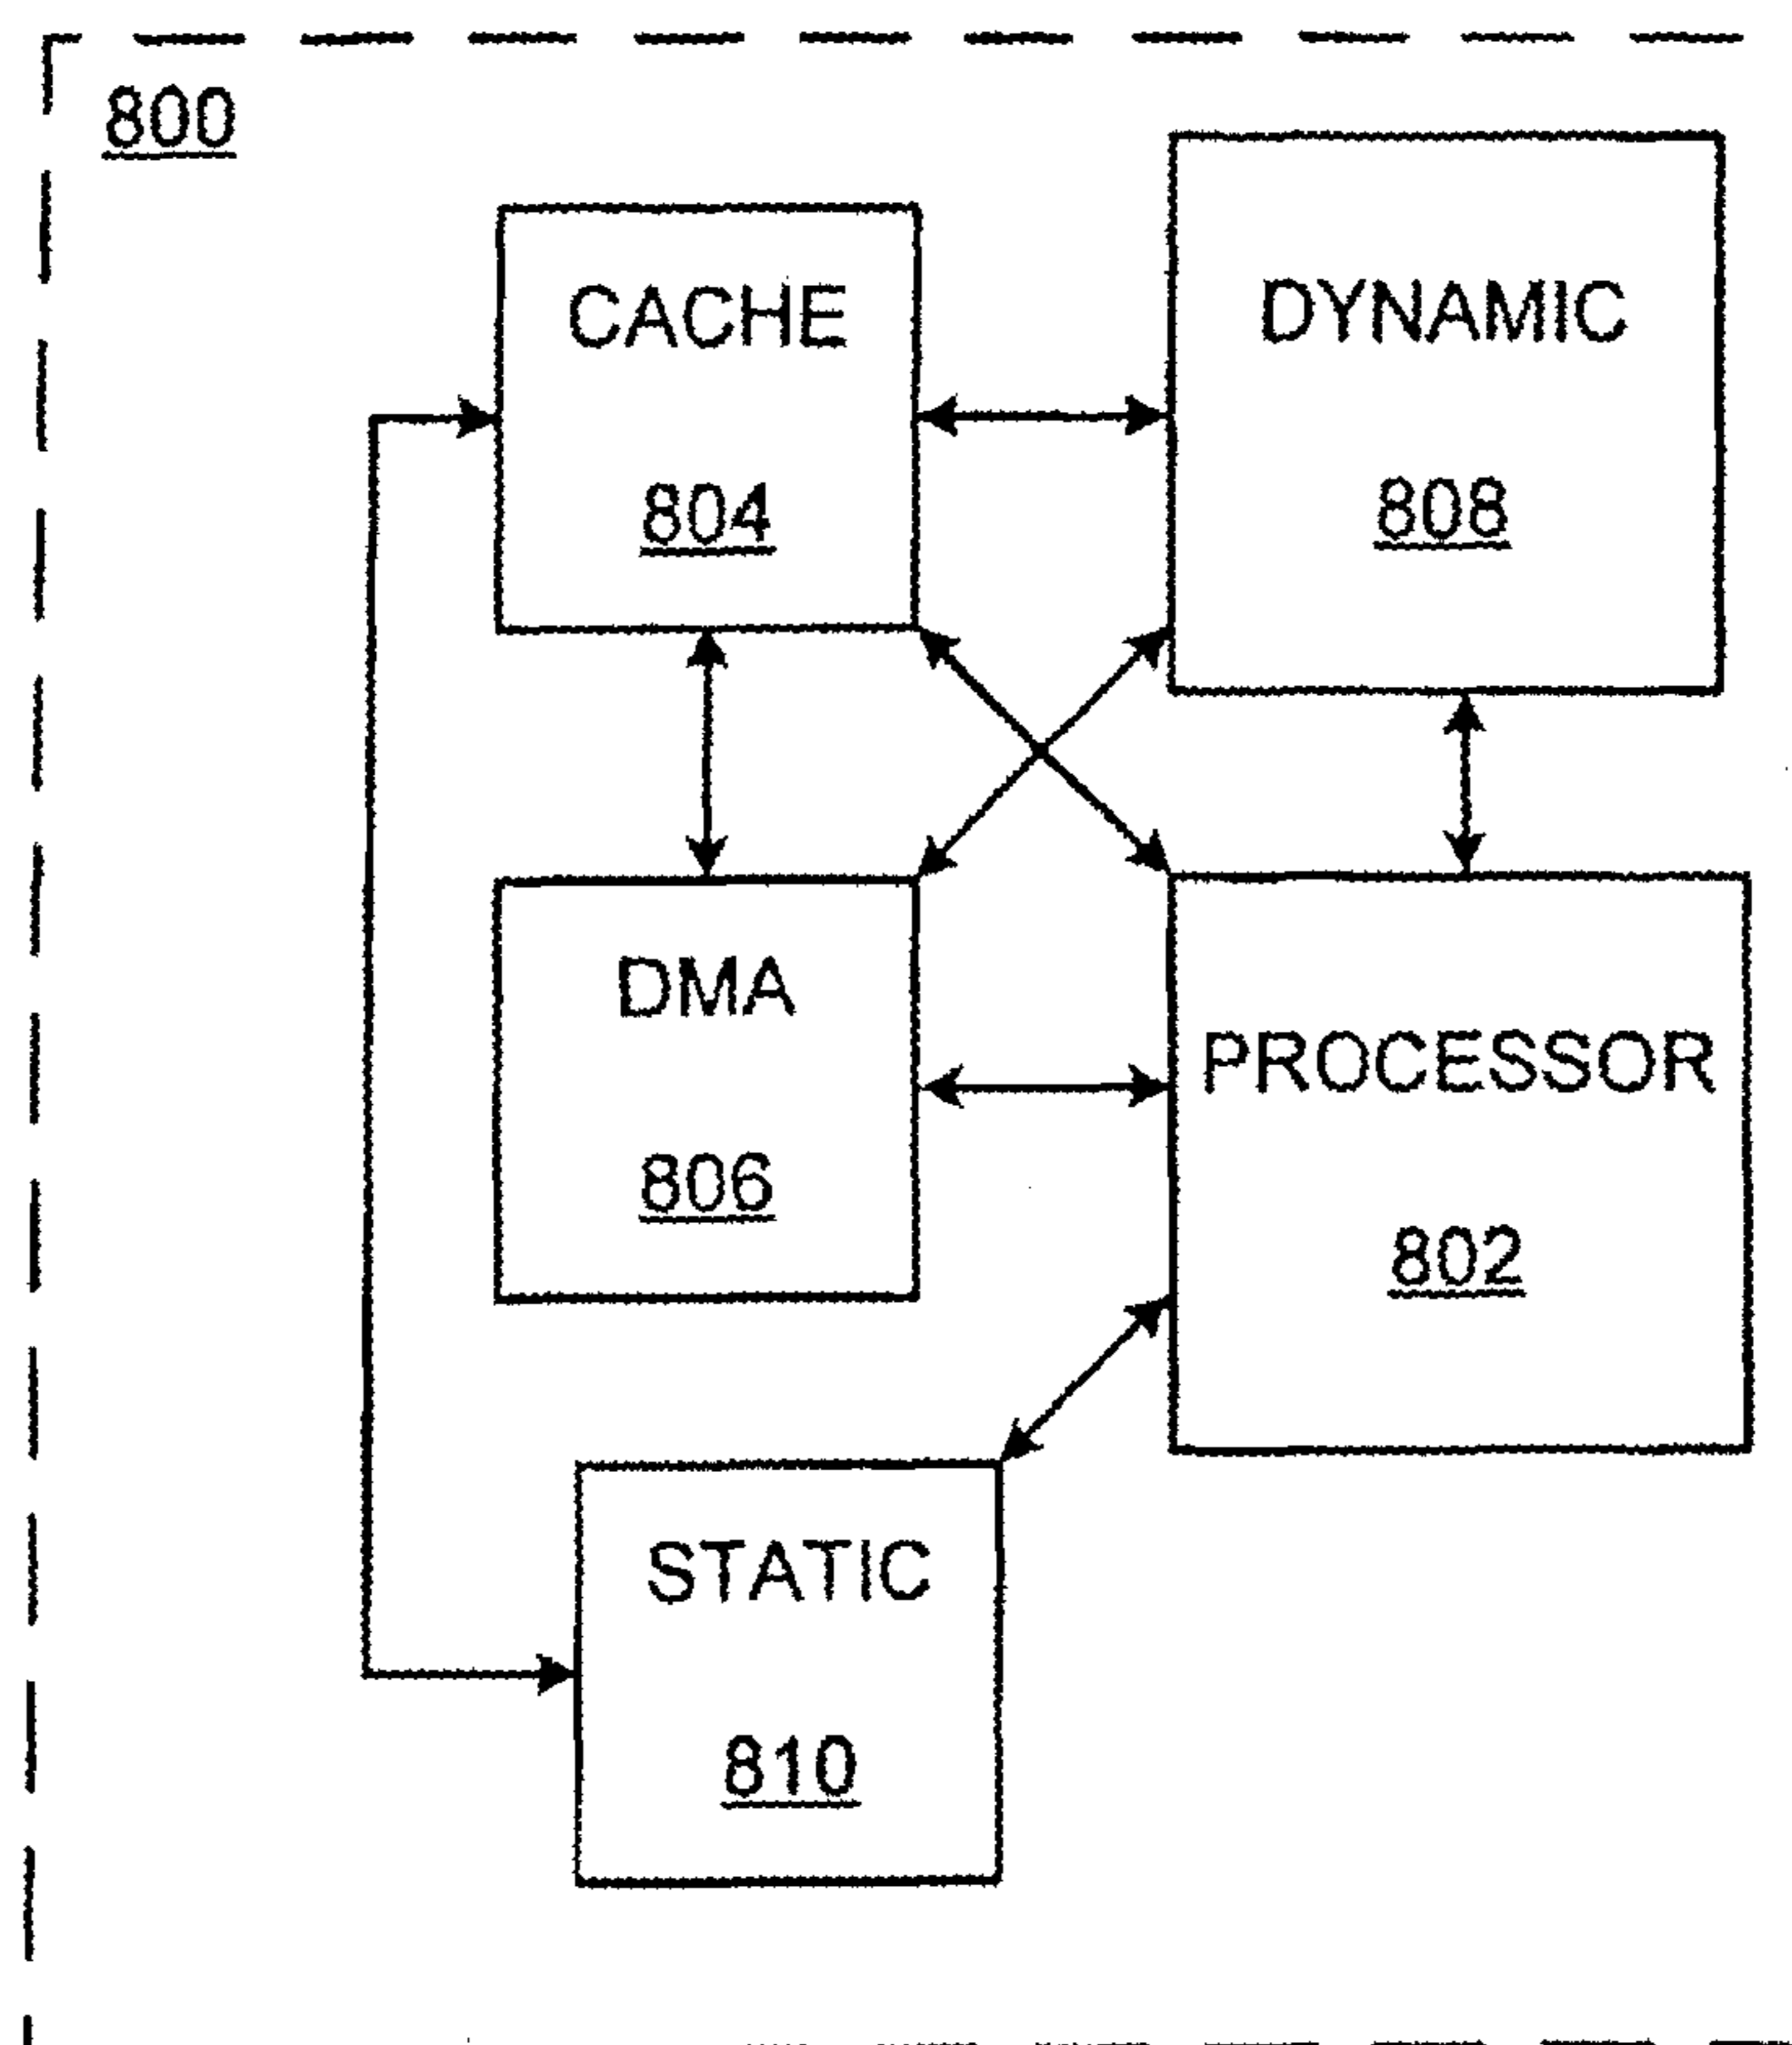 800
CACHE
804
DYNAMIC
808
DMA
806
PROCESSOR
802
STATIC
810